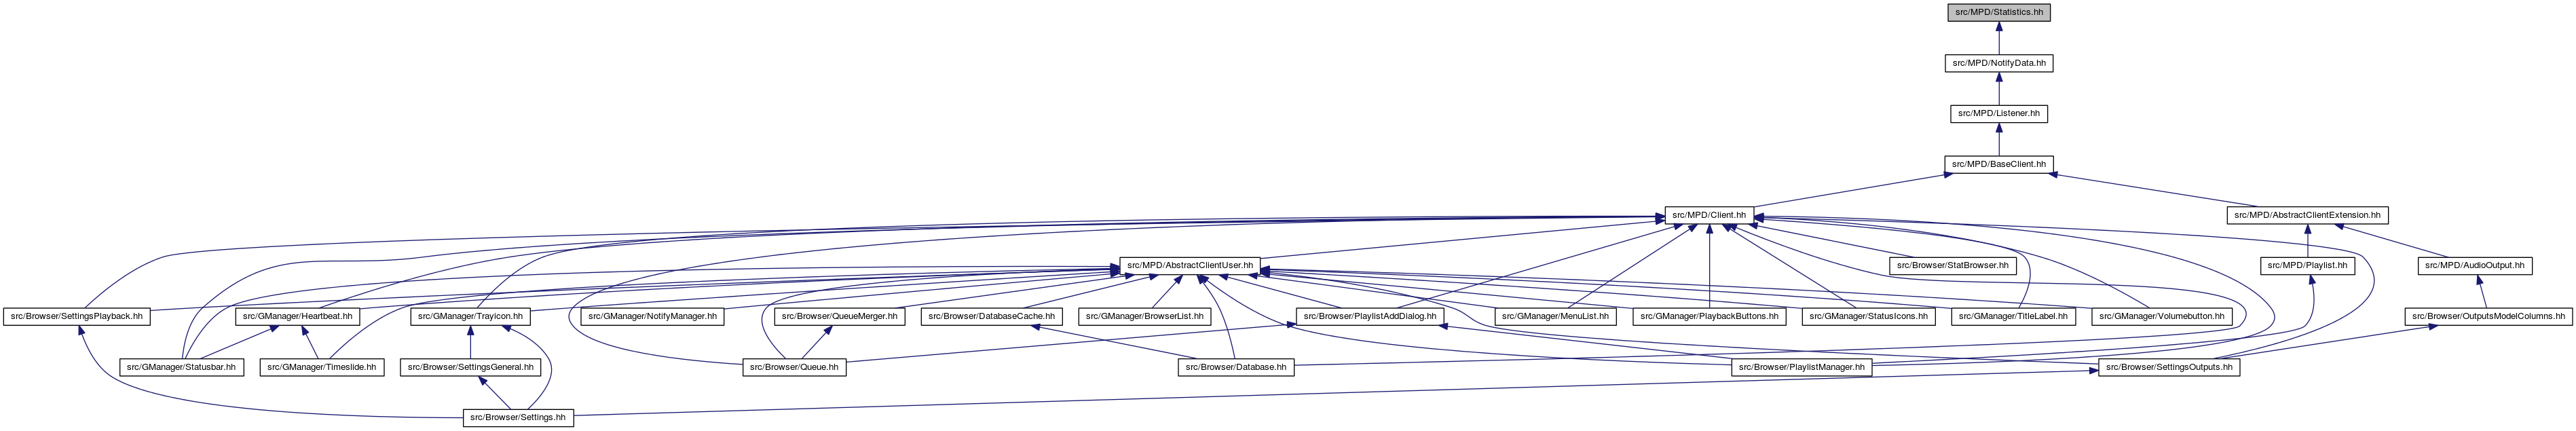 src/MPD/Statistics.hh
src/MPD/NotifyData.hh
src/MPD/Listener.hh
src/MPD/BaseClient.hh
src/MPD/Client.hh
src/MPD/AbstractClientExtension.hh
src/MPD/AbstractClientUser.hh
src/Browser/StatBrowser.hh
src/MPD/Playlist.hh
src/MPD/AudioOutput.hh
src/Browser/SettingsPlayback.hh
src/GManager/Heartbeat.hh
src/GManager/Trayicon.hh
src/GManager/NotifyManager.hh
src/Browser/QueueMerger.hh
src/Browser/DatabaseCache.hh
src/GManager/BrowserList.hh
src/Browser/PlaylistAddDialog.hh
src/GManager/MenuList.hh
src/GManager/PlaybackButtons.hh
src/GManager/StatusIcons.hh
src/GManager/TitleLabel.hh
src/GManager/Volumebutton.hh
src/Browser/OutputsModelColumns.hh
src/GManager/Statusbar.hh
src/GManager/Timeslide.hh
src/Browser/SettingsGeneral.hh
src/Browser/Queue.hh
src/Browser/Database.hh
src/Browser/PlaylistManager.hh
src/Browser/SettingsOutputs.hh
src/Browser/Settings.hh